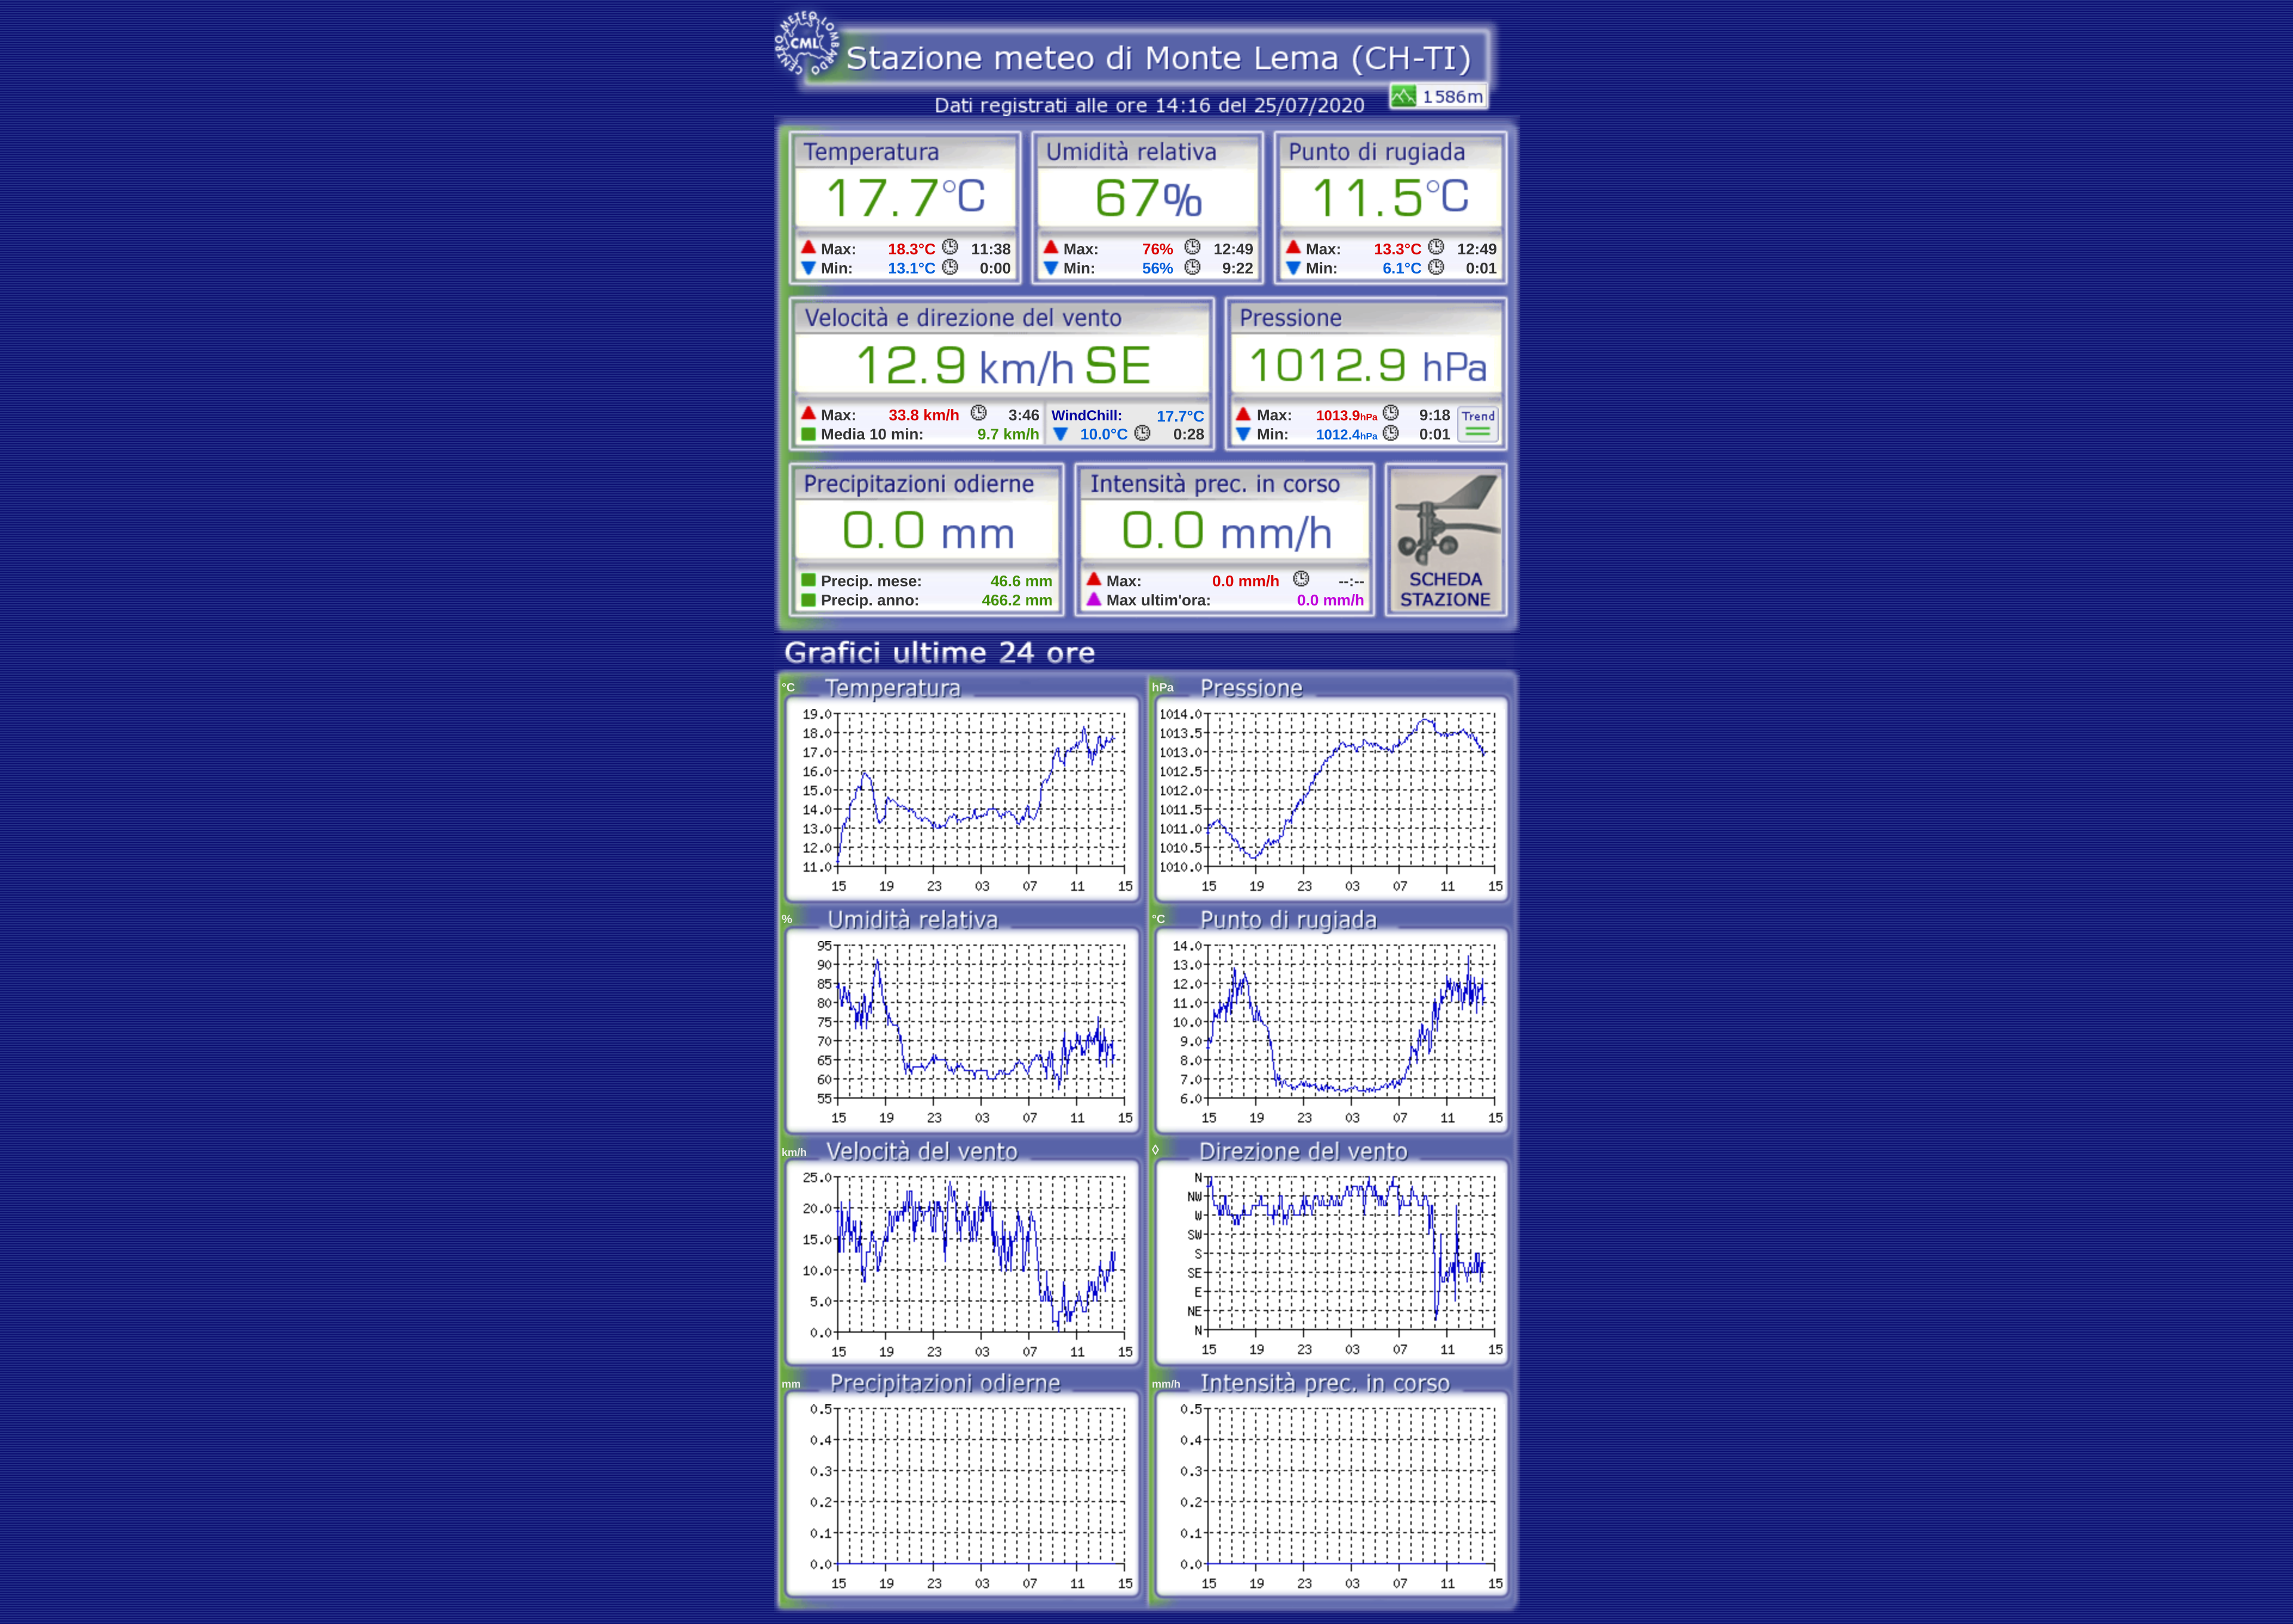 CENTRO METEO LOMBARDO
CML
Stazione meteo di Monte Lema (CH-TI)
Dati registrati alle ore 14:16 del 25/07/2020
1586m
Temperatura
17.7°C
Max: 18.3°C 11:38
Min: 13.1°C 0:00
Umidità relativa
67%
Max: 76% 12:49
Min: 56% 9:22
Punto di rugiada
11.5°C
Max: 13.3°C 12:49
Min: 6.1°C 0:01
Velocità e direzione del vento
12.9 km/h SE
Max: 33.8 km/h 3:46
Media 10 min: 9.7 km/h
WindChill: 17.7°C
10.0°C 0:28
Pressione
1012.9 hPa
Max: 1013.9hPa 9:18
Min: 1012.4hPa 0:01
Trend
Precipitazioni odierne
0.0 mm
Precip. mese: 46.6 mm
Precip. anno: 466.2 mm
Intensità prec. in corso
0.0 mm/h
Max: 0.0 mm/h --:--
Max ultim'ora: 0.0 mm/h
SCHEDA
STAZIONE
Grafici ultime 24 ore
°C Temperatura
19.0
18.0
17.0
16.0
15.0
14.0
13.0
12.0
11.0
15 19 23 03 07 11 15
hPa Pressione
1014.0
1013.5
1013.0
1012.5
1012.0
1011.5
1011.0
1010.5
1010.0
15 19 23 03 07 11 15
% Umidità relativa
95
90
85
80
75
70
65
60
55
15 19 23 03 07 11 15
°C Punto di rugiada
14.0
13.0
12.0
11.0
10.0
9.0
8.0
7.0
6.0
15 19 23 03 07 11 15
km/h Velocità del vento
25.0
20.0
15.0
10.0
5.0
0.0
15 19 23 03 07 11 15
◊ Direzione del vento
N
NW
W
SW
S
SE
E
NE
N
15 19 23 03 07 11 15
mm Precipitazioni odierne
0.5
0.4
0.3
0.2
0.1
0.0
15 19 23 03 07 11 15
mm/h Intensità prec. in corso
0.5
0.4
0.3
0.2
0.1
0.0
15 19 23 03 07 11 15